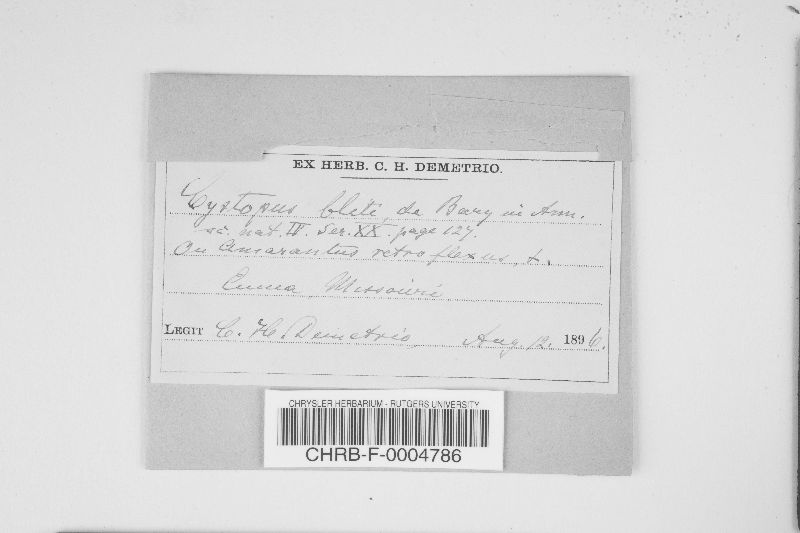 EX HERB. C. H. DEMETRIO.
Cystopus bliti, de Bary in Ann.
sc. nat. IV. Ser. XX. page 127.
On Amarantus retroflexus, L.
Emma, Missouri
LEGIT C. H. Demetrio, Aug. 12. 1896.
CHRYSLER HERBARIUM - RUTGERS UNIVERSITY
CHRB-F-0004786